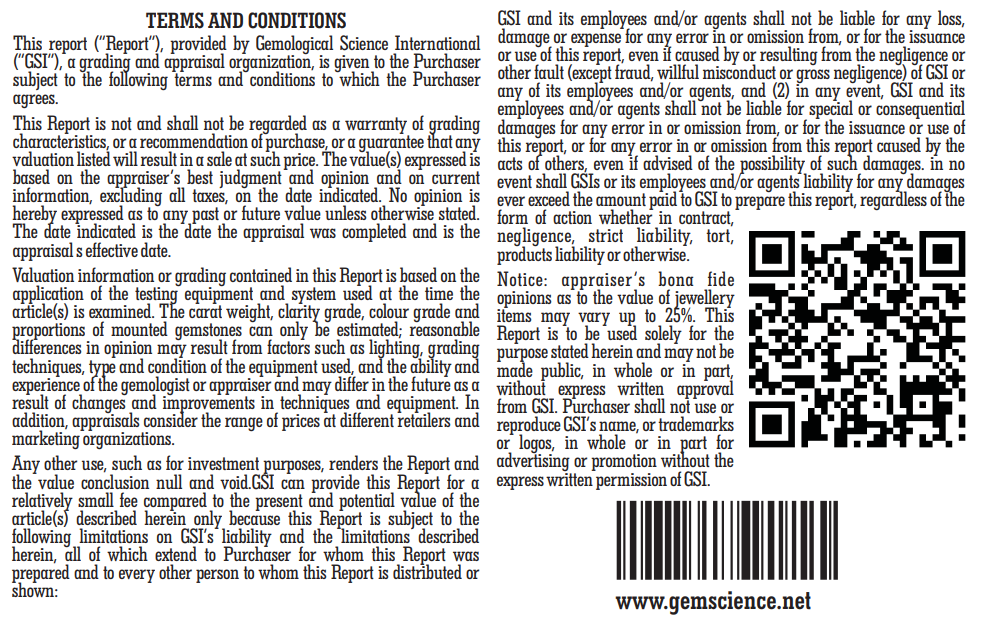 TERMS AND CONDITIONS
This report ("Report"), provided by Gemological Science International
("GSI"), a grading and appraisal organization, is given to the Purchaser
subject to the following terms and conditions to which the Purchaser
agrees.
This Report is not and shall not be regarded as a warranty of grading
characteristics, or a recommendation of purchase, or a guarantee that any
valuation listed will result in a sale at such price. The value(s) expressed is
based on the appraiser's best judgment and opinion and on current
information, excluding all taxes, on the date indicated. No opinion is
hereby expressed as to any past or future value unless otherwise stated.
The date indicated is the date the appraisal was completed and is the
appraisal s effective date.
Valuation information or grading contained in this Report is based on the
application of the testing equipment and system used at the time the
article(s) is examined. The carat weight, clarity grade, colour grade and
proportions of mounted gemstones can only be estimated; reasonable
differences in opinion may result from factors such as lighting, grading
techniques, type and condition of the equipment used, and the ability and
experience of the gemologist or appraiser and may differ in the future as a
result of changes and improvements in techniques and equipment. In
addition, appraisals consider the range of prices at different retailers and
marketing organizations.
Any other use, such as for investment purposes, renders the Report and
the value conclusion null and void.GSI can provide this Report for a
relatively small fee compared to the present and potential value of the
article(s) described herein only because this Report is subject to the
following limitations on GSI's liability and the limitations described
herein, all of which extend to Purchaser for whom this Report was
prepared and to every other person to whom this Report is distributed or
shown:
GSI and its employees and/or agents shall not be liable for any loss,
damage or expense for any error in or omission from, or for the issuance
or use of this report, even if caused by or resulting from the negligence or
other fault (except fraud, willful misconduct or gross negligence) of GSI or
any of its employees and/or agents, and (2) in any event, GSI and its
employees and/or agents shall not be liable for special or consequential
damages for any error in or omission from, or for the issuance or use of
this report, or for any error in or omission from this report caused by the
acts of others, even if advised of the possibility of such damages. in no
event shall GSIs or its employees and/or agents liability for any damages
ever exceed the amount paid to GSI to prepare this report, regardless of the
form of action whether in contract,
negligence, strict liability, tort,
products liability or otherwise.
Notice: appraiser's bona fide
opinions as to the value of jewellery
items may vary up to 25%. This
Report is to be used solely for the
purpose stated herein and may not be
made public, in whole or in part,
without express written approval
from GSI. Purchaser shall not use or
reproduce GSI's name, or trademarks
or logos, in whole or in part for
advertising or promotion without the
express written permission of GSI.
www.gemscience.net